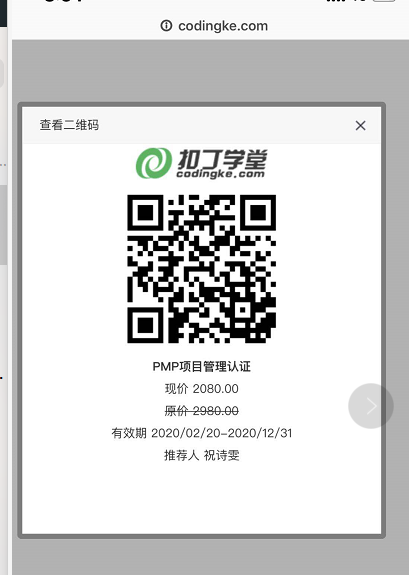 codingke.com
查看二维码
扣丁学堂
codingke.com
PMP项目管理认证
现价 2080.00
原价 2980.00
有效期 2020/02/20-2020/12/31
推荐人 祝诗雯